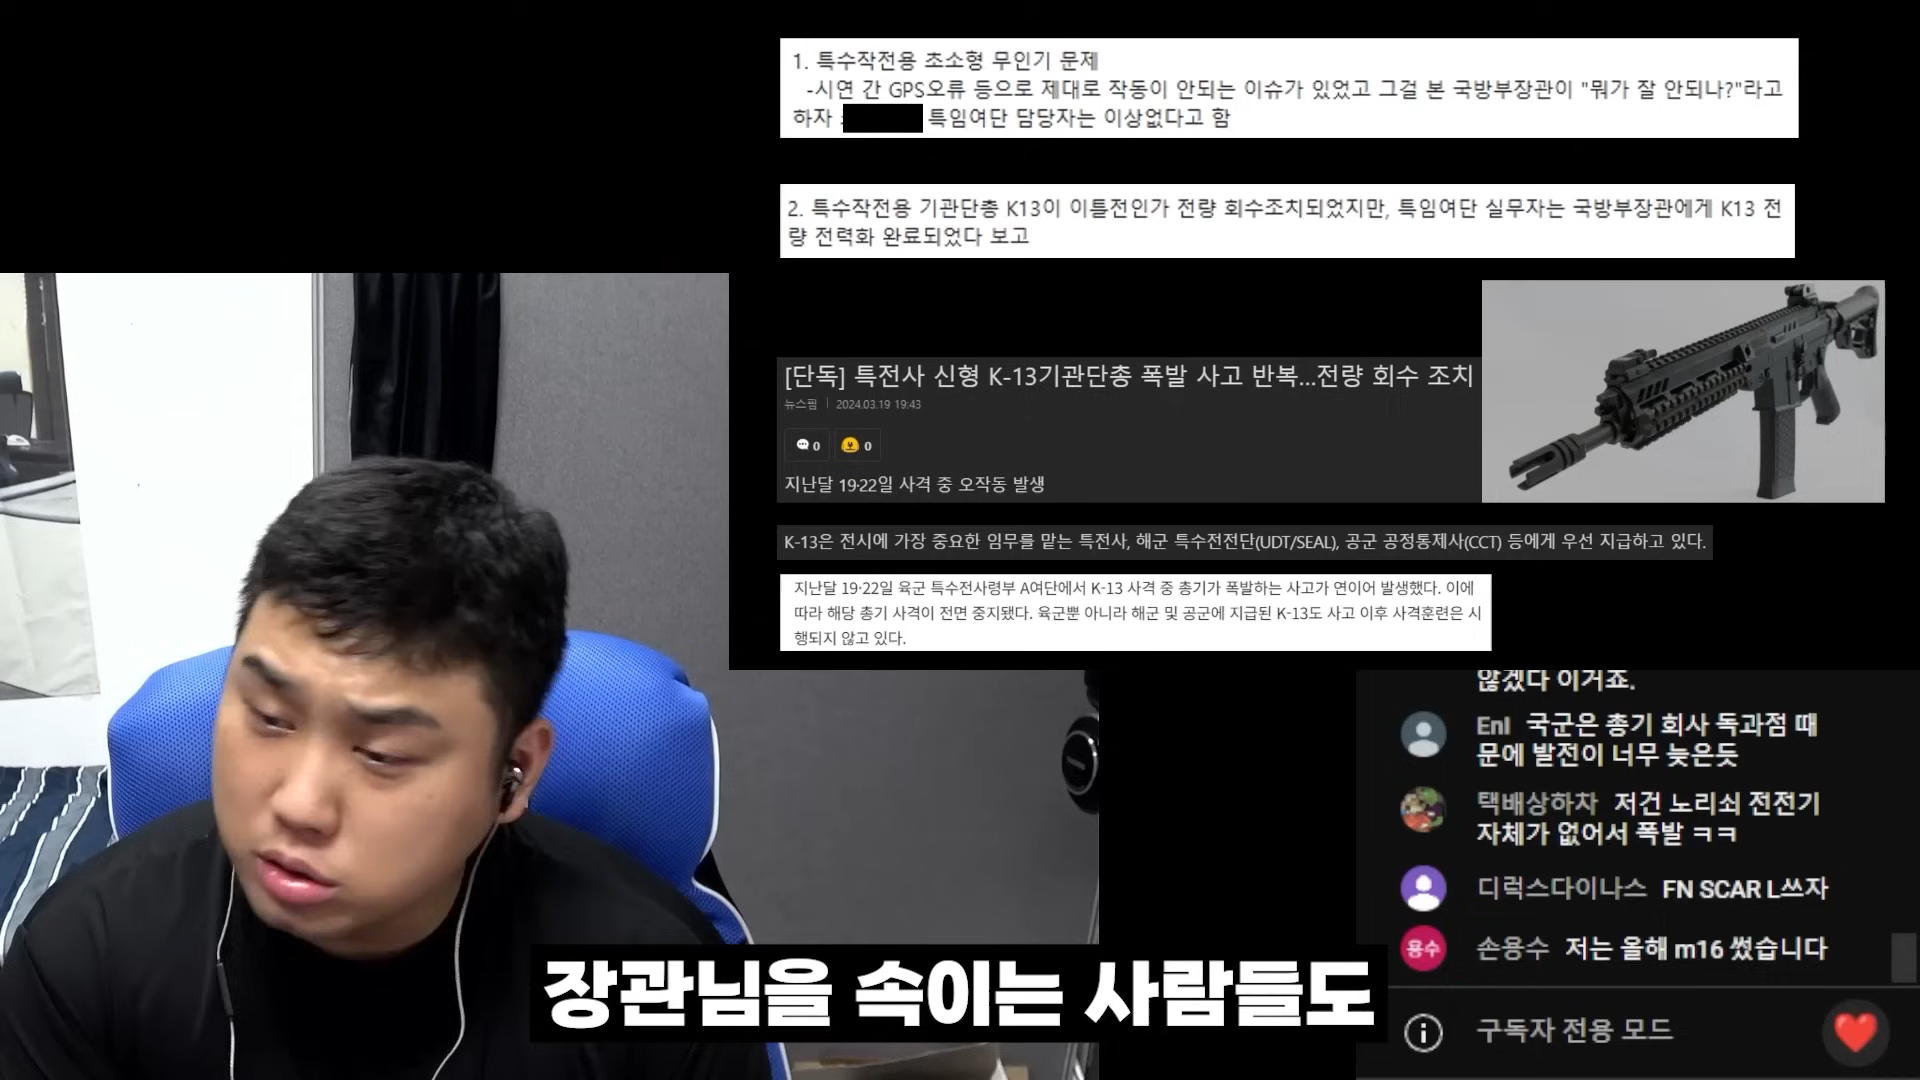 1. 특수작전용 초소형 무인기 문제
-시연 간 GPS오류 등으로 제대로 작동이 안되는 이슈가 있었고 그걸 본 국방부장관이 "뭐가 잘 안되나?"라고
하자 특임여단 담당자는 이상없다고 함
2. 특수작전용 기관단총 K13이 이틀전인가 전량 회수조치되었지만, 특임여단 실무자는 국방부장관에게 K13 전
량 전력화 완료되었다 보고
[단독] 특전사 신형 K-13기관단총 폭발 사고 반복...전량 회수 조치
뉴스핌 | 2024.03.19 19:43
0 0
지난달 19·22일 사격 중 오작동 발생
K-13은 전시에 가장 중요한 임무를 맡는 특전사, 해군 특수전전단(UDT/SEAL), 공군 공정통제사(CCT) 등에게 우선 지급하고 있다.
지난달 19·22일 육군 특수전사령부 A여단에서 K-13 사격 중 총기가 폭발하는 사고가 연이어 발생했다. 이에
따라 해당 총기 사격이 전면 중지됐다. 육군뿐 아니라 해군 및 공군에 지급된 K-13도 사고 이후 사격훈련은 시
행되지 않고 있다.
않겠다 이거죠.
Enl 국군은 총기 회사 독과점 때
문에 발전이 너무 늦은듯
택배상하차 저건 노리쇠 전전기
자체가 없어서 폭발 ㅋㅋ
디럭스다이나스 FN SCAR L쓰자
용수 손용수 저는 올해 m16 썼습니다
구독자 전용 모드
장관님을 속이는 사람들도